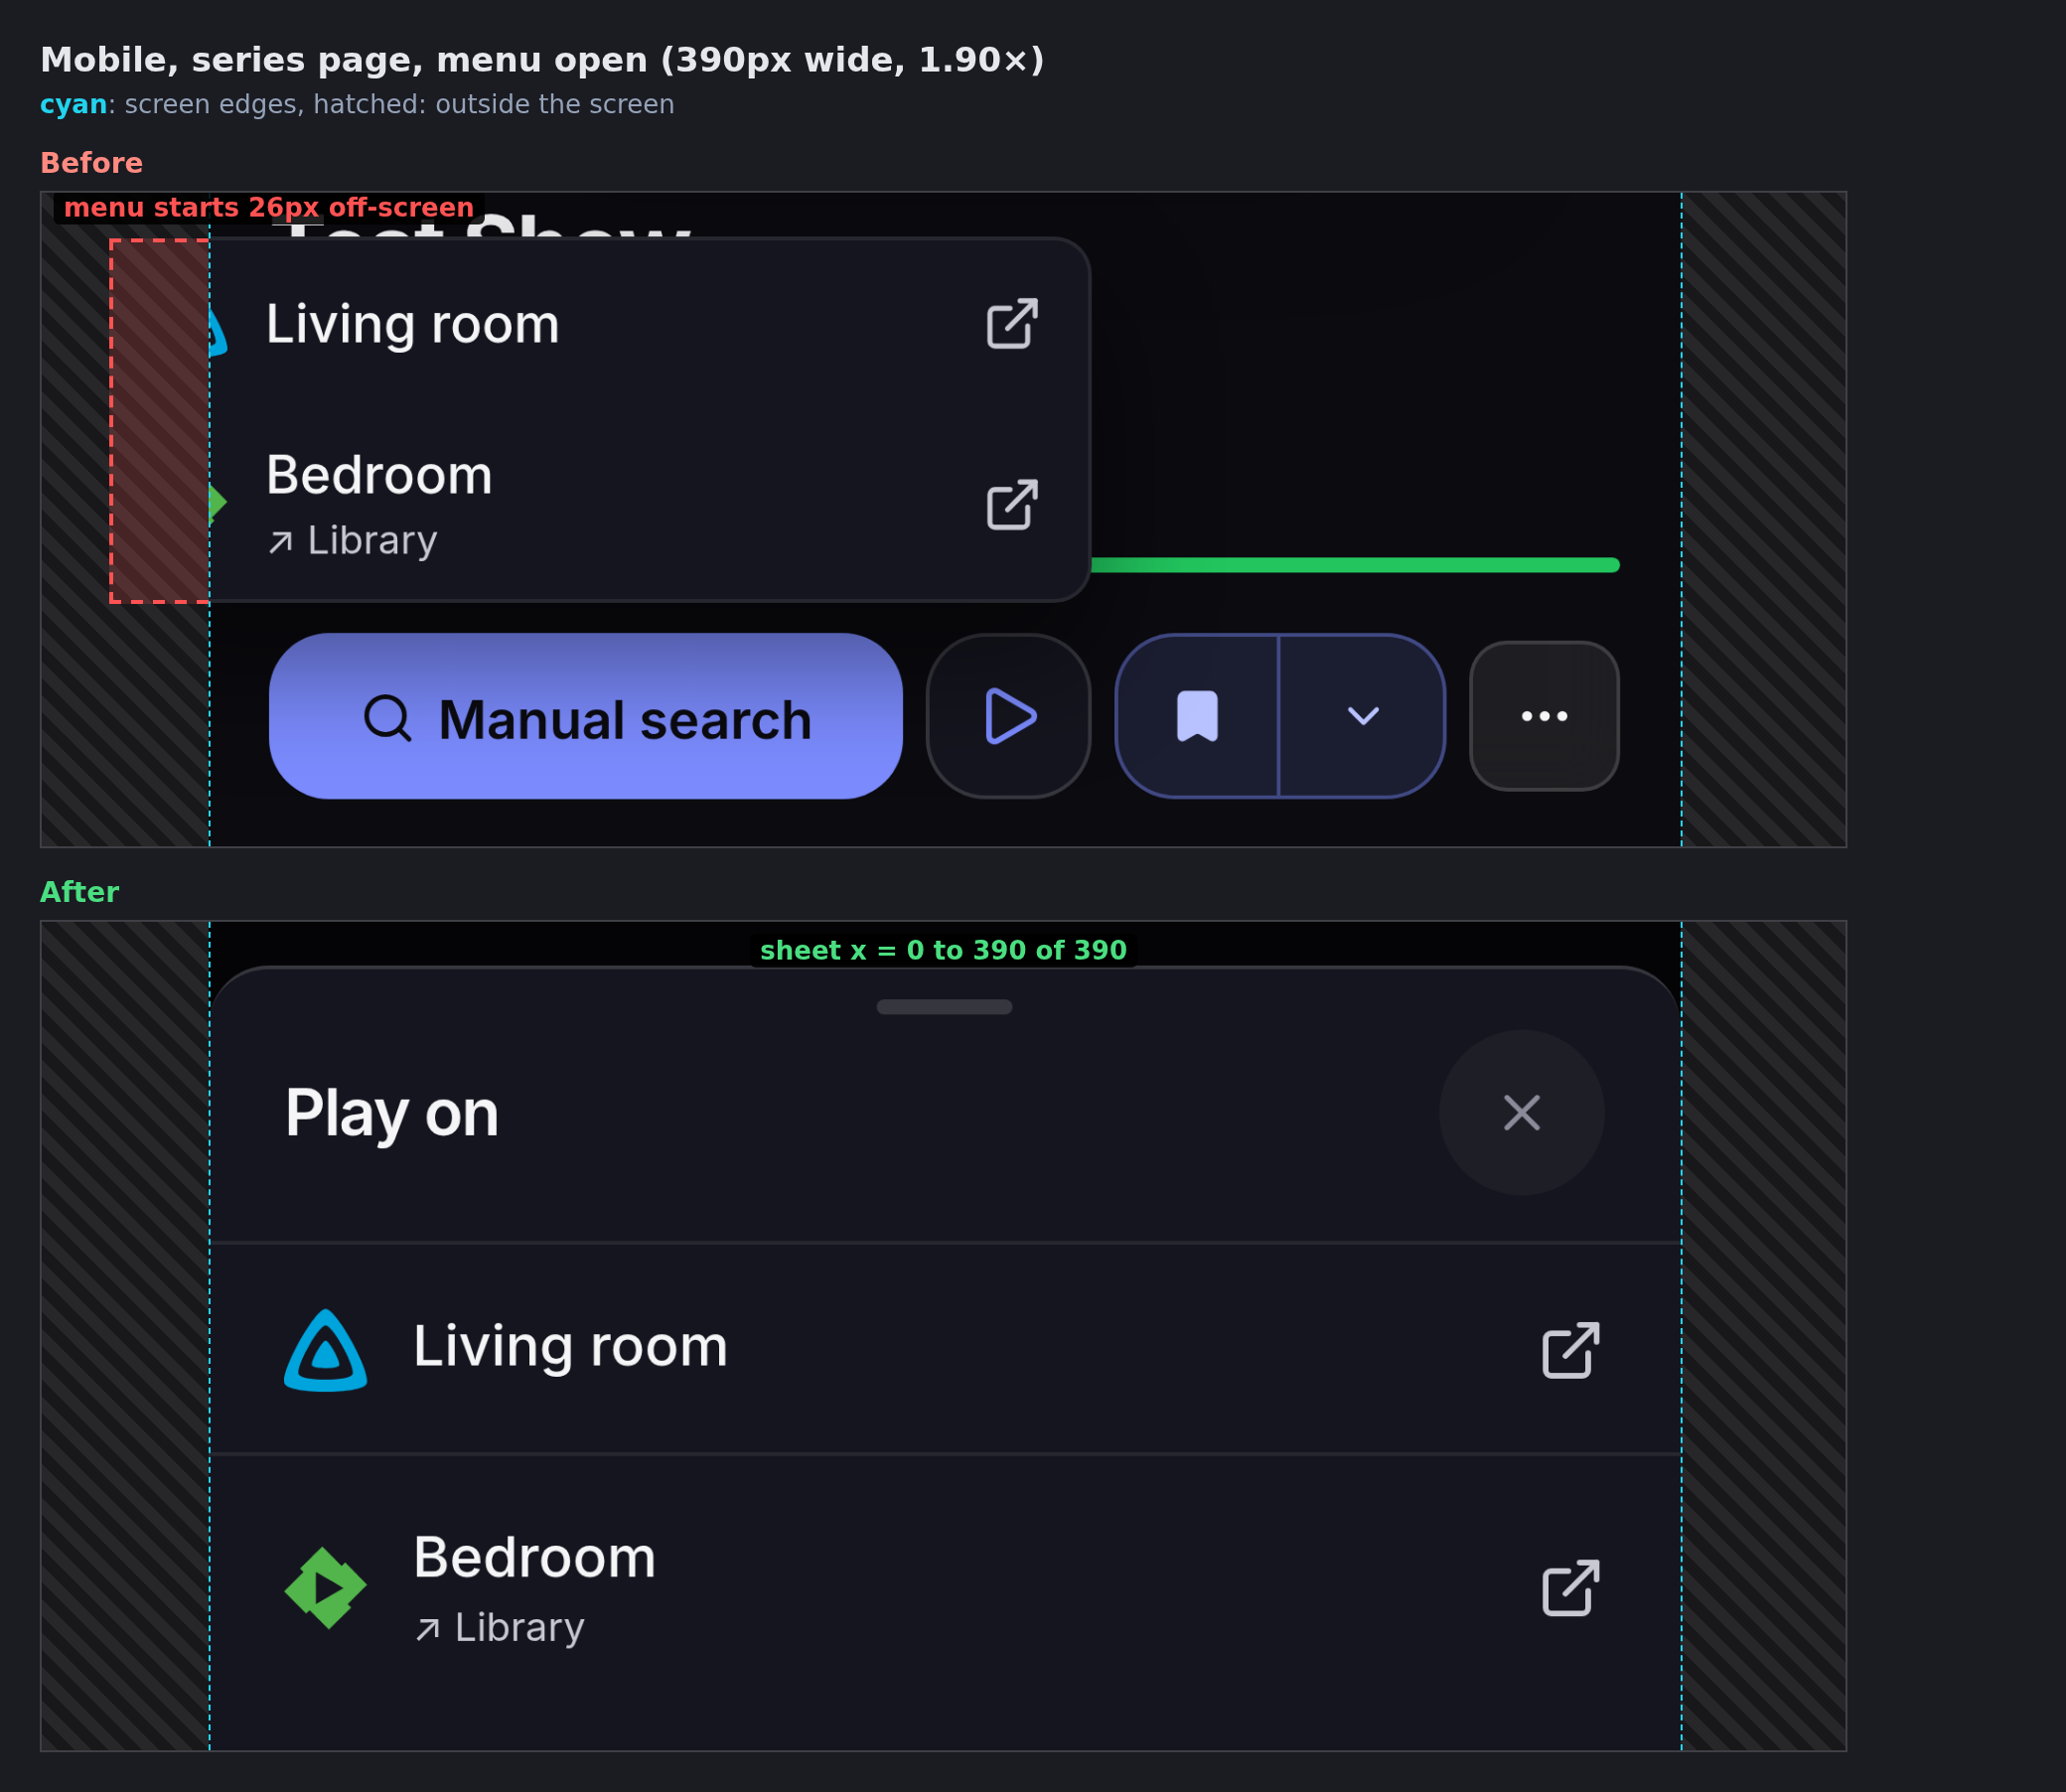 Mobile, series page, menu open (390px wide, 1.90×)
cyan: screen edges, hatched: outside the screen
Before
menu starts 26px off-screen
Test Show
Living room
Bedroom
Library
Manual search
After
sheet x = 0 to 390 of 390
Play on
Living room
Bedroom
Library